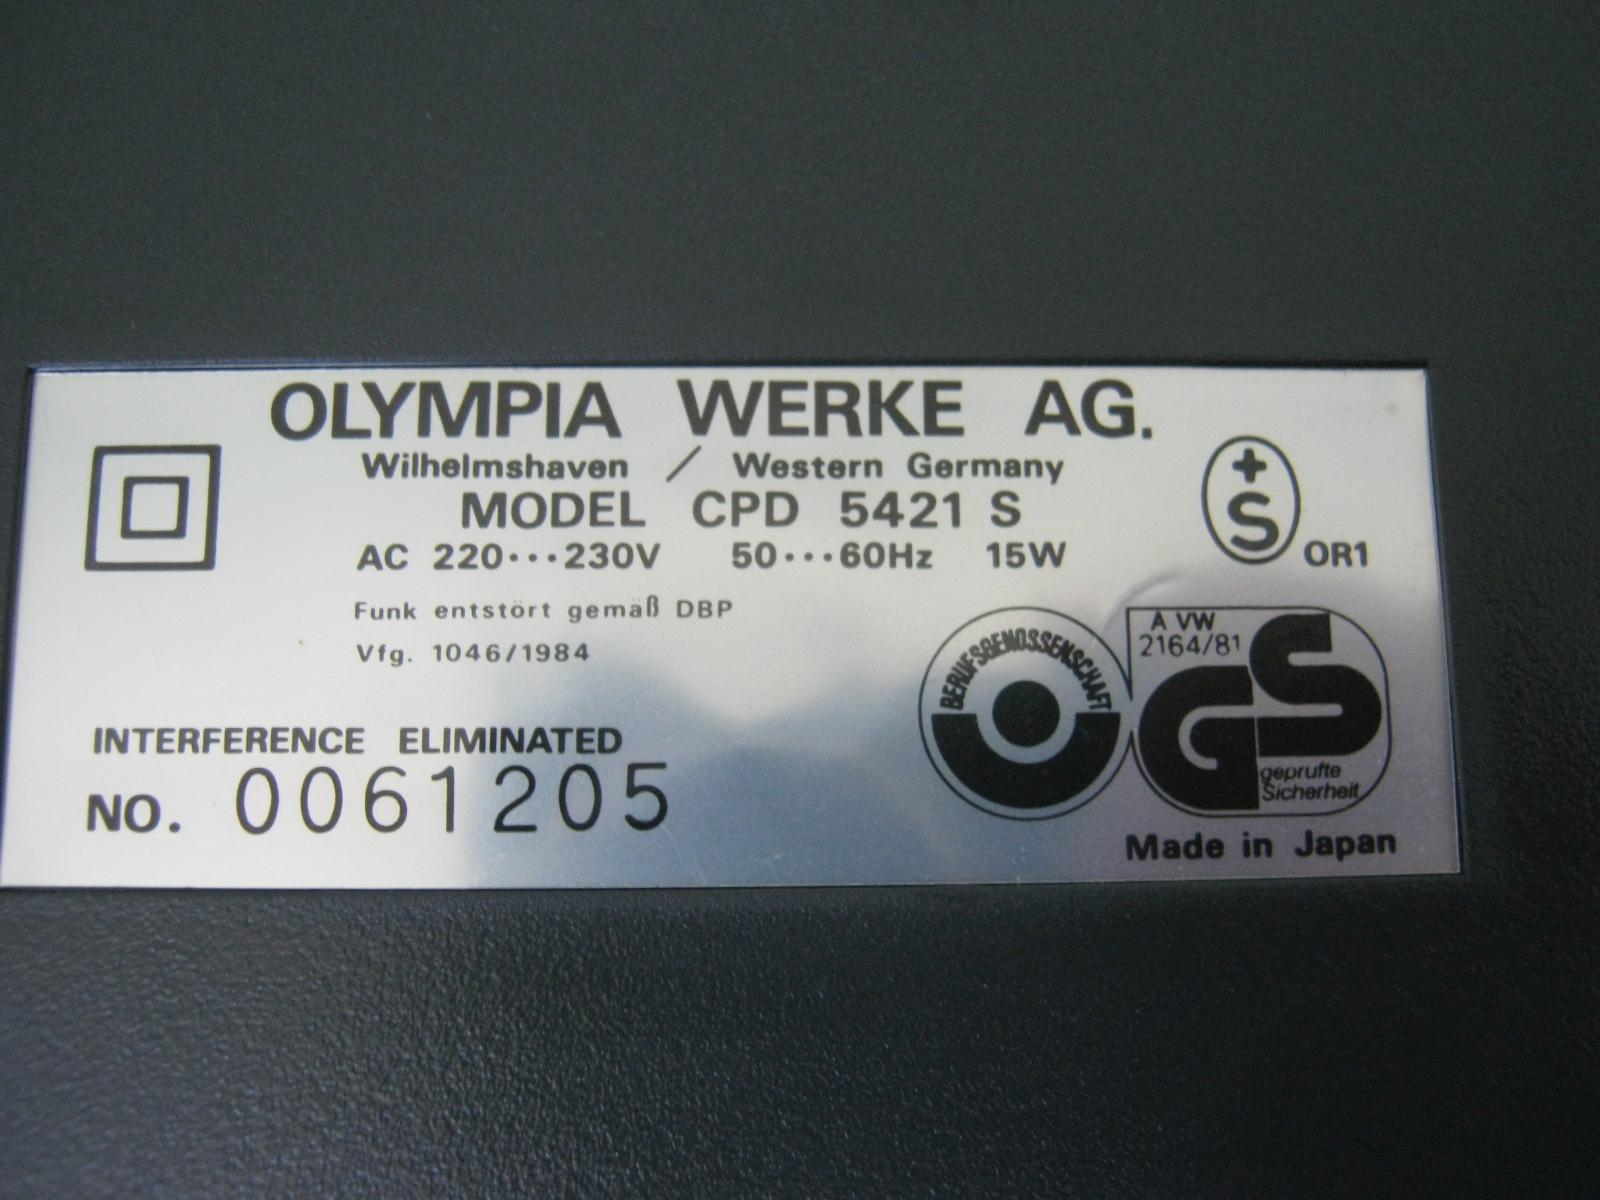 OLYMPIA WERKE AG.
Wilhelmshaven / Western Germany
MODEL CPD 5421 S
AC 220···230V 50···60Hz 15W
+S
OR1
Funk entstört gemäß DBP
Vfg. 1046/1984
BERUFSGENOSSENSCHAFT
A VW
2164/81
GS
geprufte
Sicherheit
INTERFERENCE ELIMINATED
NO. 0061205
Made in Japan